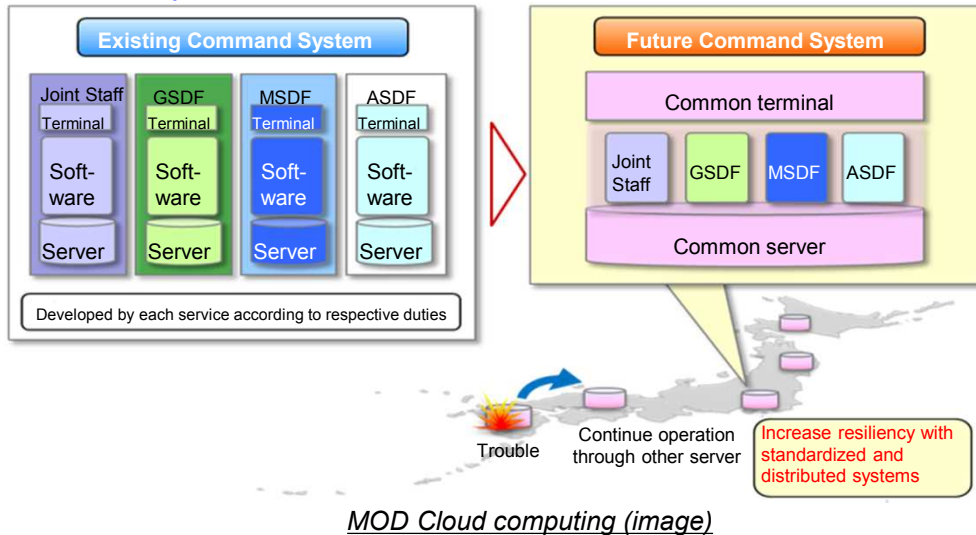 Existing Command System
Joint Staff
Terminal
Soft-
ware
Server
GSDF
Terminal
Soft-
ware
Server
MSDF
Terminal
Soft-
ware
Server
ASDF
Terminal
Soft-
ware
Server
Developed by each service according to respective duties
Future Command System
Common terminal
Joint
Staff
GSDF
MSDF
ASDF
Common server
Trouble
Continue operation
through other server
Increase resiliency with
standardized and
distributed systems
MOD Cloud computing (image)